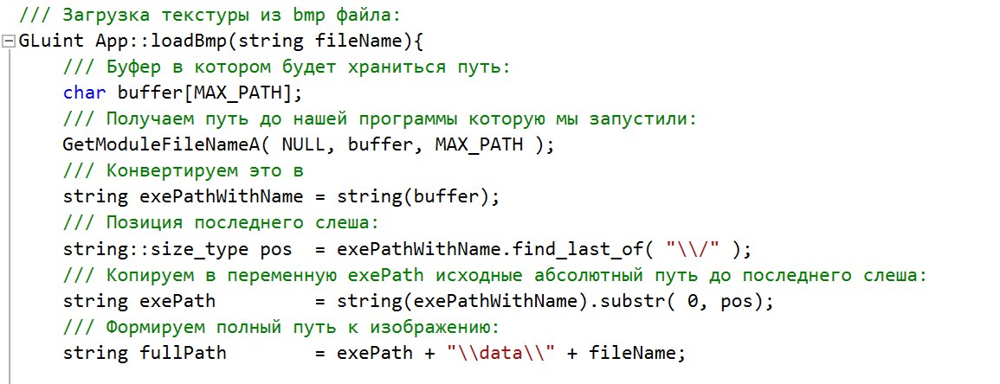 /// Загрузка текстуры из bmp файла:
GLuint App::loadBmp(string fileName){
/// Буфер в котором будет храниться путь:
char buffer[MAX_PATH];
/// Получаем путь до нашей программы которую мы запустили:
GetModuleFileNameA( NULL, buffer, MAX_PATH );
/// Конвертируем это в
string exePathWithName = string(buffer);
/// Позиция последнего слеша:
string::size_type pos  = exePathWithName.find_last_of( "\\/" );
/// Копируем в переменную exePath исходные абсолютный путь до последнего слеша:
string exePath         = string(exePathWithName).substr( 0, pos);
/// Формируем полный путь к изображению:
string fullPath        = exePath + "\\data\\" + fileName;